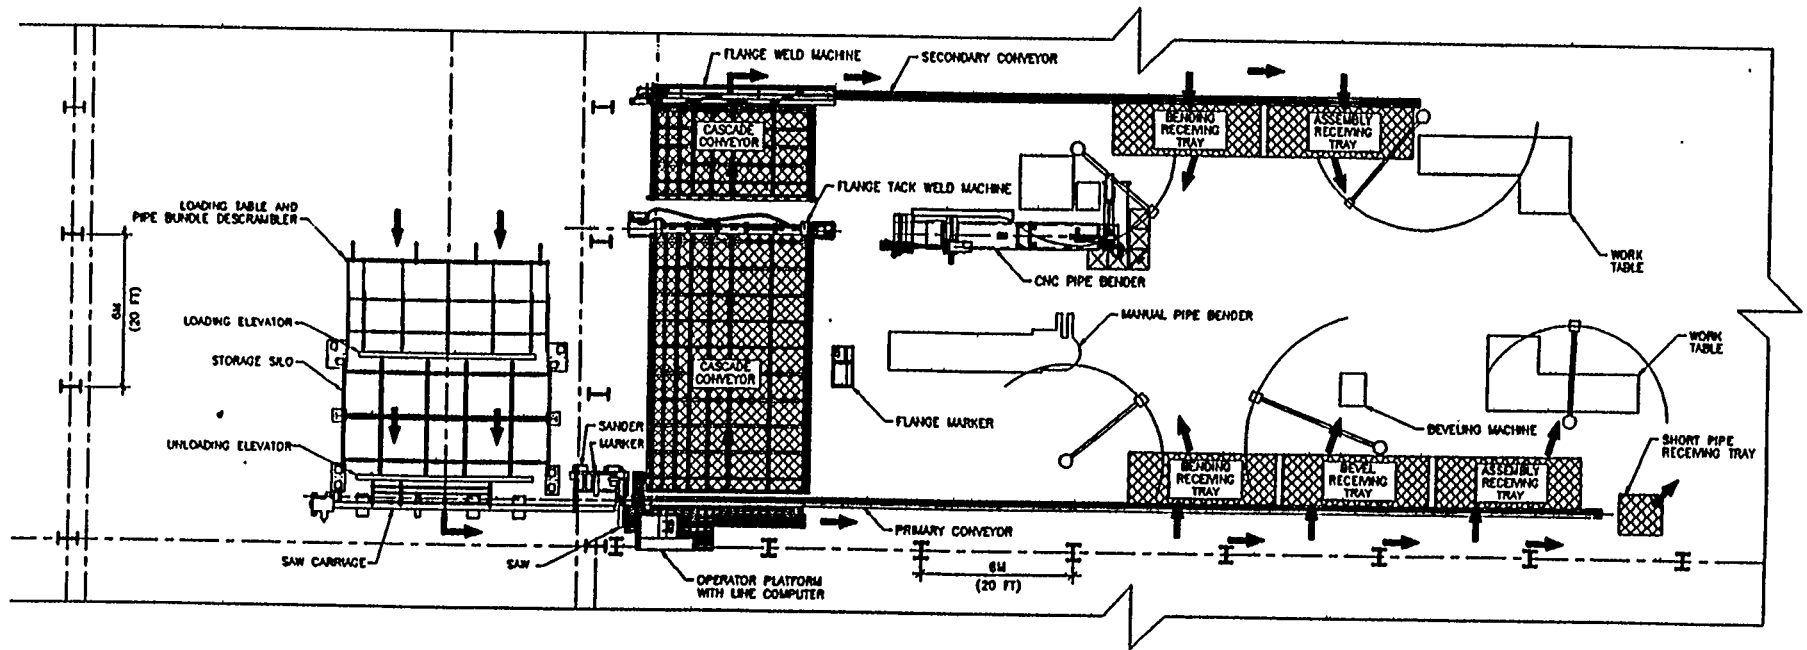 FLANGE WELD MACHINE
SECONDARY CONVEYOR
CASCADE
CONVEYOR
BENDING
RECEIVING
TRAY
ASSEMBLY
RECEIVING
TRAY
FLANGE TACK WELD MACHINE
LOADING TABLE AND
PIPE BUNDLE DESCRAMBLER
WORK
TABLE
CNC PIPE BENDER
6M
(20 FT)
MANUAL PIPE BENDER
LOADING ELEVATOR
STORAGE SILO
WORK
TABLE
CASCADE
CONVEYOR
FLANGE MARKER
SANDER
MARKER
BEVELING MACHINE
UNLOADING ELEVATOR
SHORT PIPE
RECEIVING TRAY
BENDING
RECEIVING
TRAY
BEVEL
RECEIVING
TRAY
ASSEMBLY
RECEIVING
TRAY
PRIMARY CONVEYOR
SAW CARRIAGE
SAW
6M
(20 FT)
OPERATOR PLATFORM
WITH LINE COMPUTER